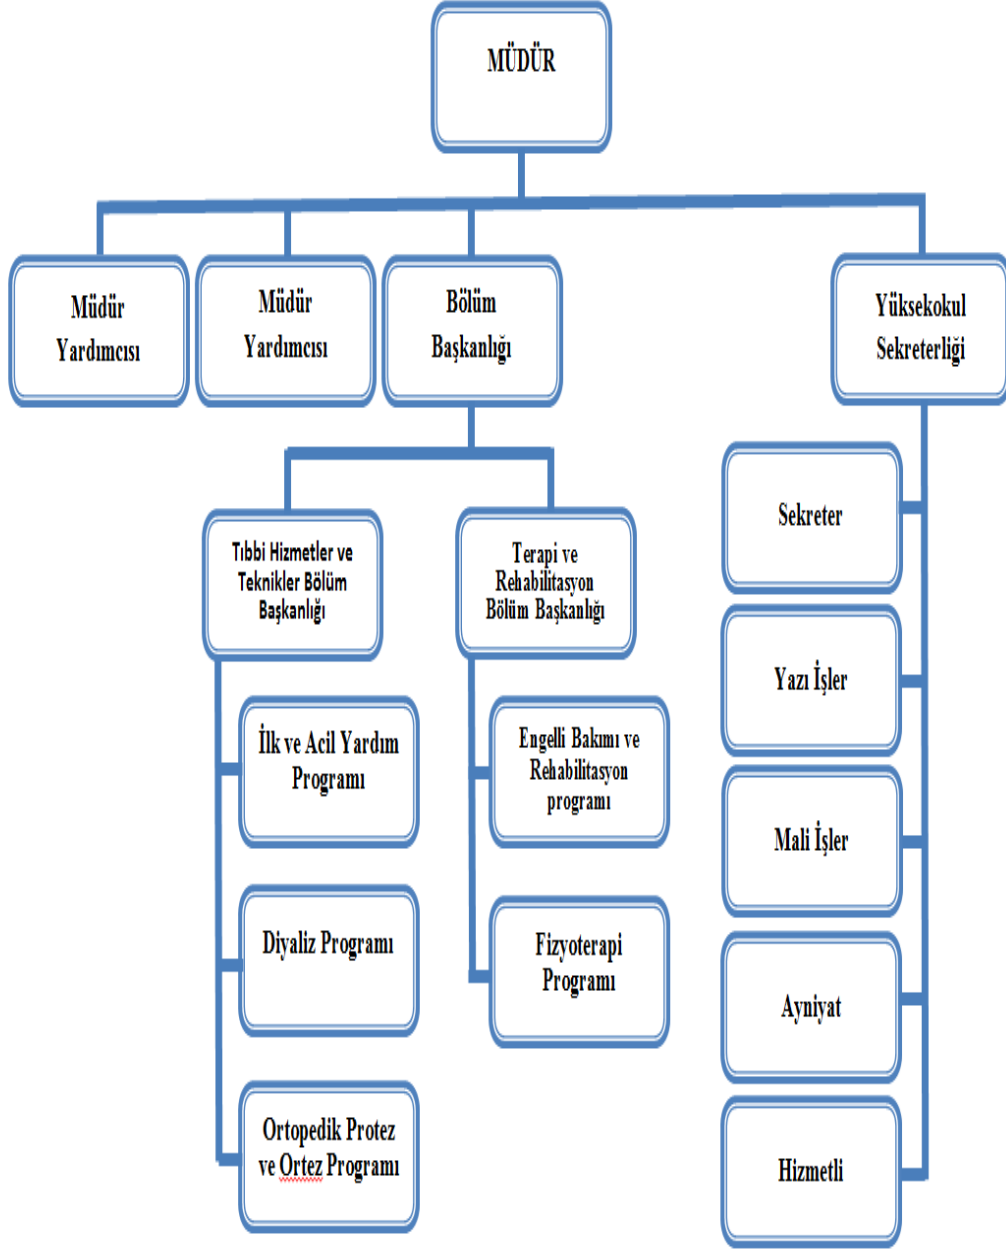 MÜDÜR
Müdür
Yardımcısı
Müdür
Yardımcısı
Bölüm
Başkanlığı
Yüksekokul
Sekreterliği
Tıbbi Hizmetler ve
Teknikler Bölüm
Başkanlığı
Terapi ve
Rehabilitasyon
Bölüm Başkanlığı
İlk ve Acil Yardım
Programı
Diyaliz Programı
Ortopedik Protez
ve Ortez Programı
Engelli Bakımı ve
Rehabilitasyon
programı
Fizyoterapi
Programı
Sekreter
Yazı İşler
Mali İşler
Ayniyat
Hizmetli